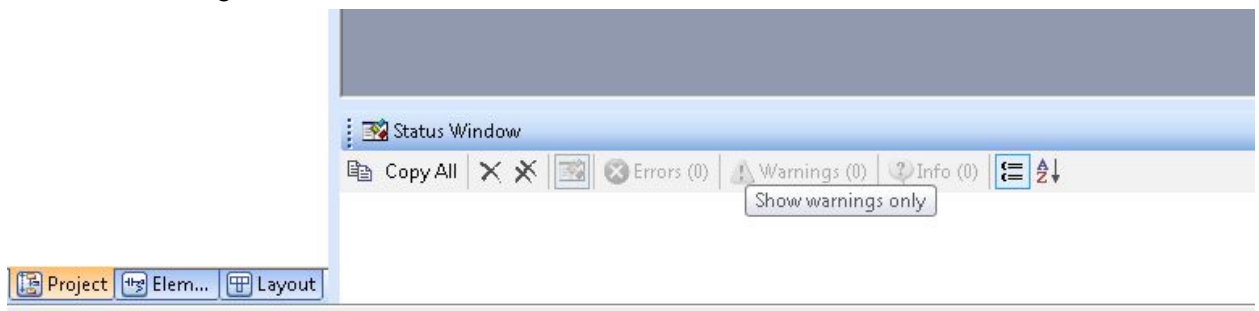 Status Window
Copy All Errors (0) Warnings (0) Info (0)
Show warnings only
Project Elem... Layout